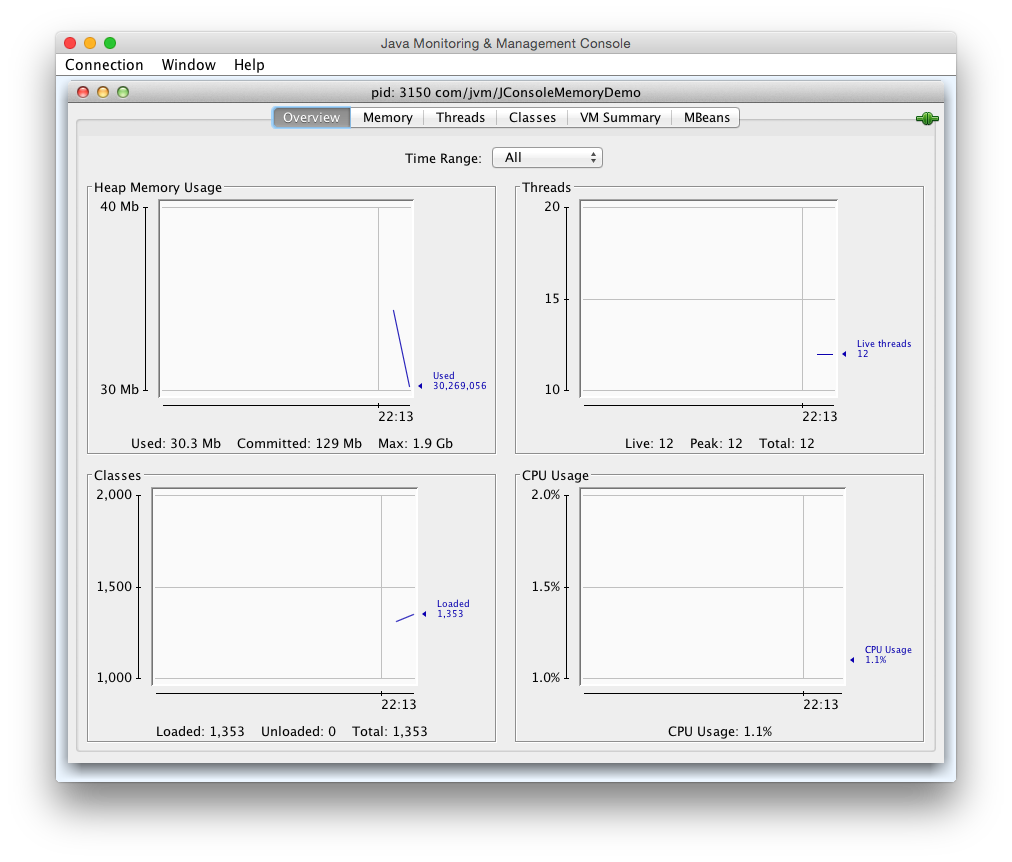 Java Monitoring & Management Console
Connection Window Help
pid: 3150 com/jvm/JConsoleMemoryDemo
Overview Memory Threads Classes VM Summary MBeans
Time Range: All
Heap Memory Usage
40 Mb
30 Mb
Used
30,269,056
22:13
Used: 30.3 Mb Committed: 129 Mb Max: 1.9 Gb
Threads
20
15
10
Live threads
12
22:13
Live: 12 Peak: 12 Total: 12
Classes
2,000
1,500
1,000
Loaded
1,353
22:13
Loaded: 1,353 Unloaded: 0 Total: 1,353
CPU Usage
2.0%
1.5%
1.0%
CPU Usage
1.1%
22:13
CPU Usage: 1.1%